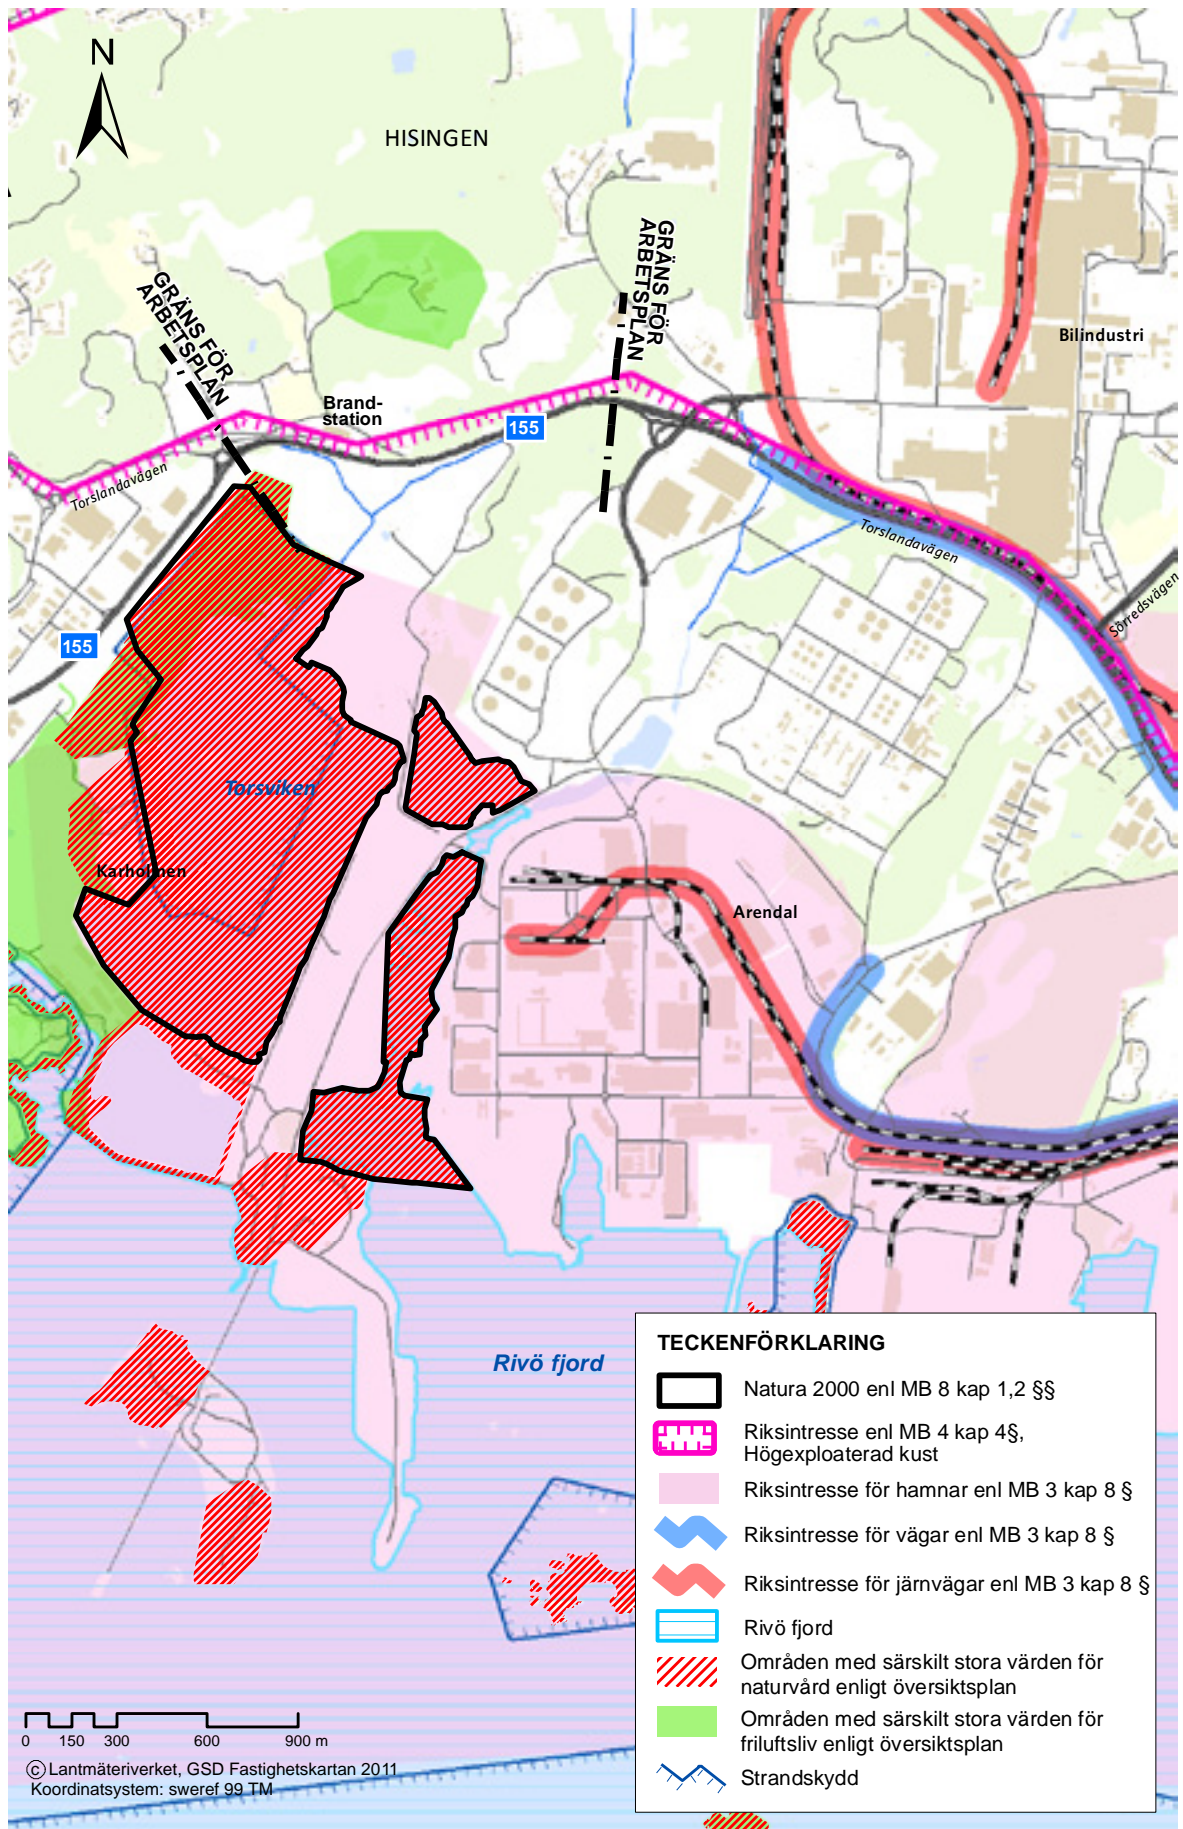 N
HISINGEN
GRÄNS FÖR
ARBETSPLAN
GRÄNS FÖR
ARBETSPLAN
Bilindustri
Brand-
station
155
Torslandavägen
Torslandavägen
Sörredsvägen
155
Torsviken
Karholmen
Arendal
Rivö fjord
TECKENFÖRKLARING
Natura 2000 enl MB 8 kap 1,2 §§
Riksintresse enl MB 4 kap 4§,
Högexploaterad kust
Riksintresse för hamnar enl MB 3 kap 8 §
Riksintresse för vägar enl MB 3 kap 8 §
Riksintresse för järnvägar enl MB 3 kap 8 §
Rivö fjord
Områden med särskilt stora värden för
naturvård enligt översiktsplan
Områden med särskilt stora värden för
friluftsliv enligt översiktsplan
Strandskydd
0 150 300 600 900 m
© Lantmäteriverket, GSD Fastighetskartan 2011
Koordinatsystem: sweref 99 TM